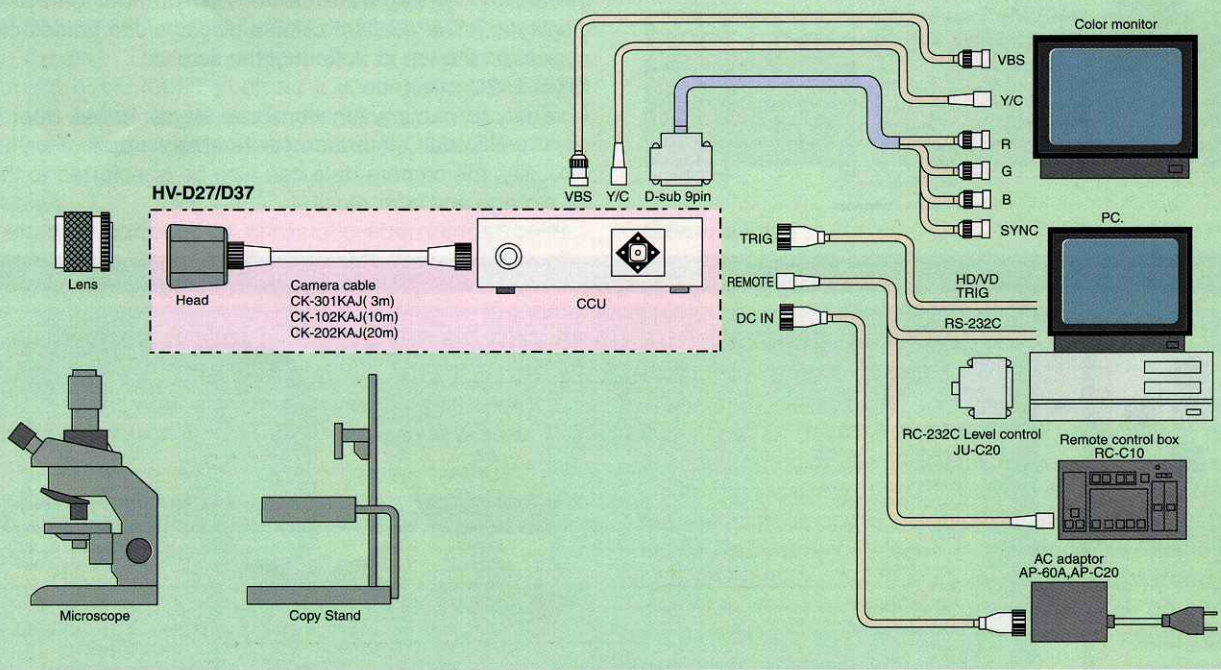 Color monitor
VBS
Y/C
R
G
B
SYNC
VBS
Y/C
D-sub 9pin
HV-D27/D37
Lens
Head
Camera cable
CK-301KAJ( 3m)
CK-102KAJ(10m)
CK-202KAJ(20m)
CCU
TRIG
REMOTE
DC IN
PC.
HD/VD
TRIG
RS-232C
RC-232C Level control
JU-C20
Remote control box
RC-C10
AC adaptor
AP-60A,AP-C20
Microscope
Copy Stand